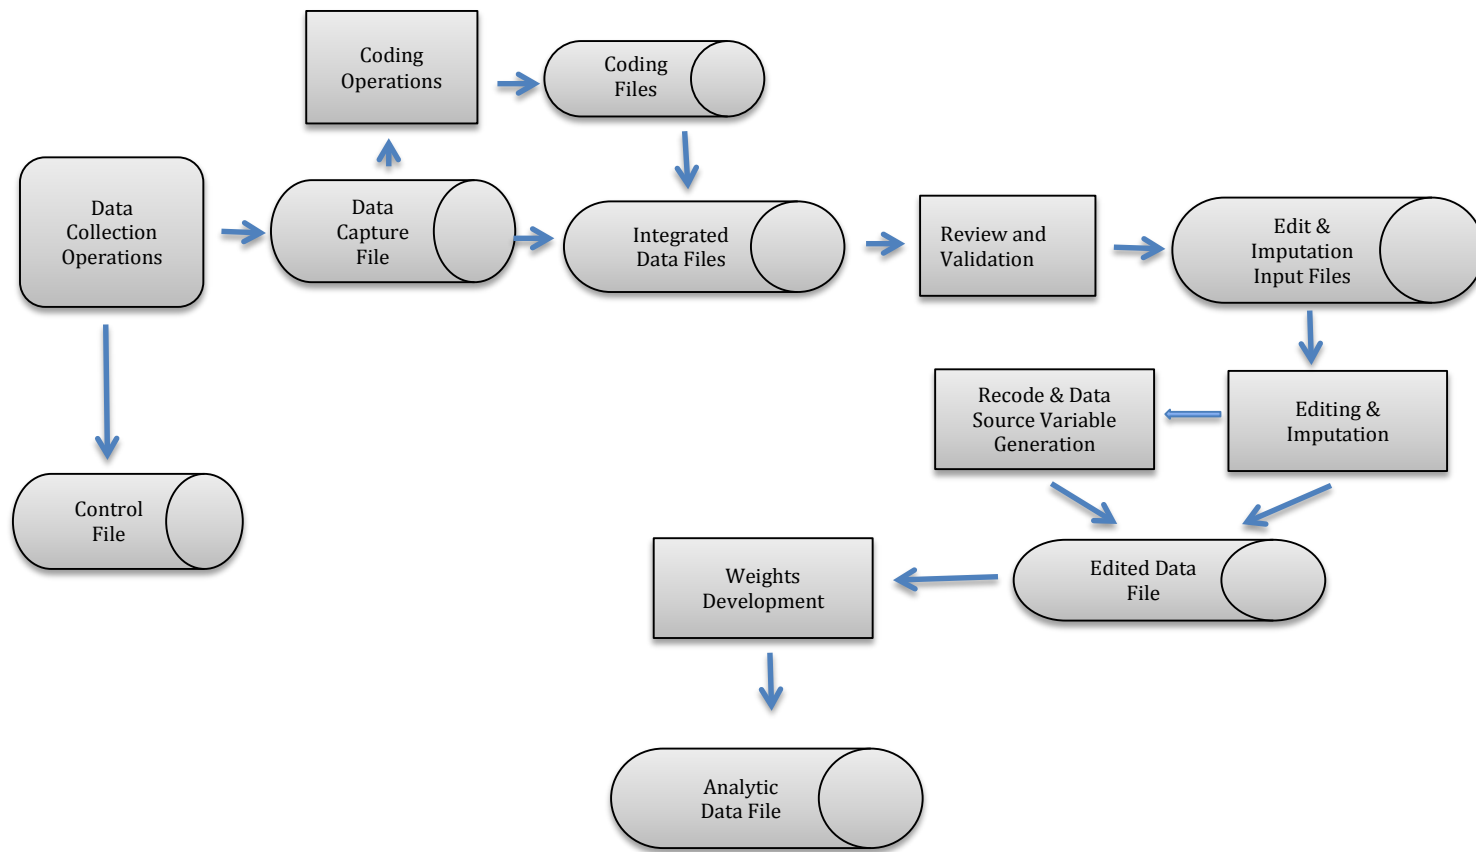 Coding
Operations
Coding
Files
Data
Collection
Operations
Data
Capture
File
Integrated
Data Files
Review and
Validation
Edit &
Imputation
Input Files
Recode & Data
Source Variable
Generation
Editing &
Imputation
Control
File
Weights
Development
Edited Data
File
Analytic
Data File